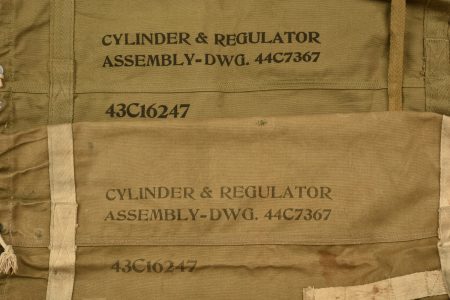 CYLINDER & REGULATOR
ASSEMBLY-DWG. 44C7367
43C16247
CYLINDER & REGULATOR
ASSEMBLY-DWG. 44C7367
43C16247